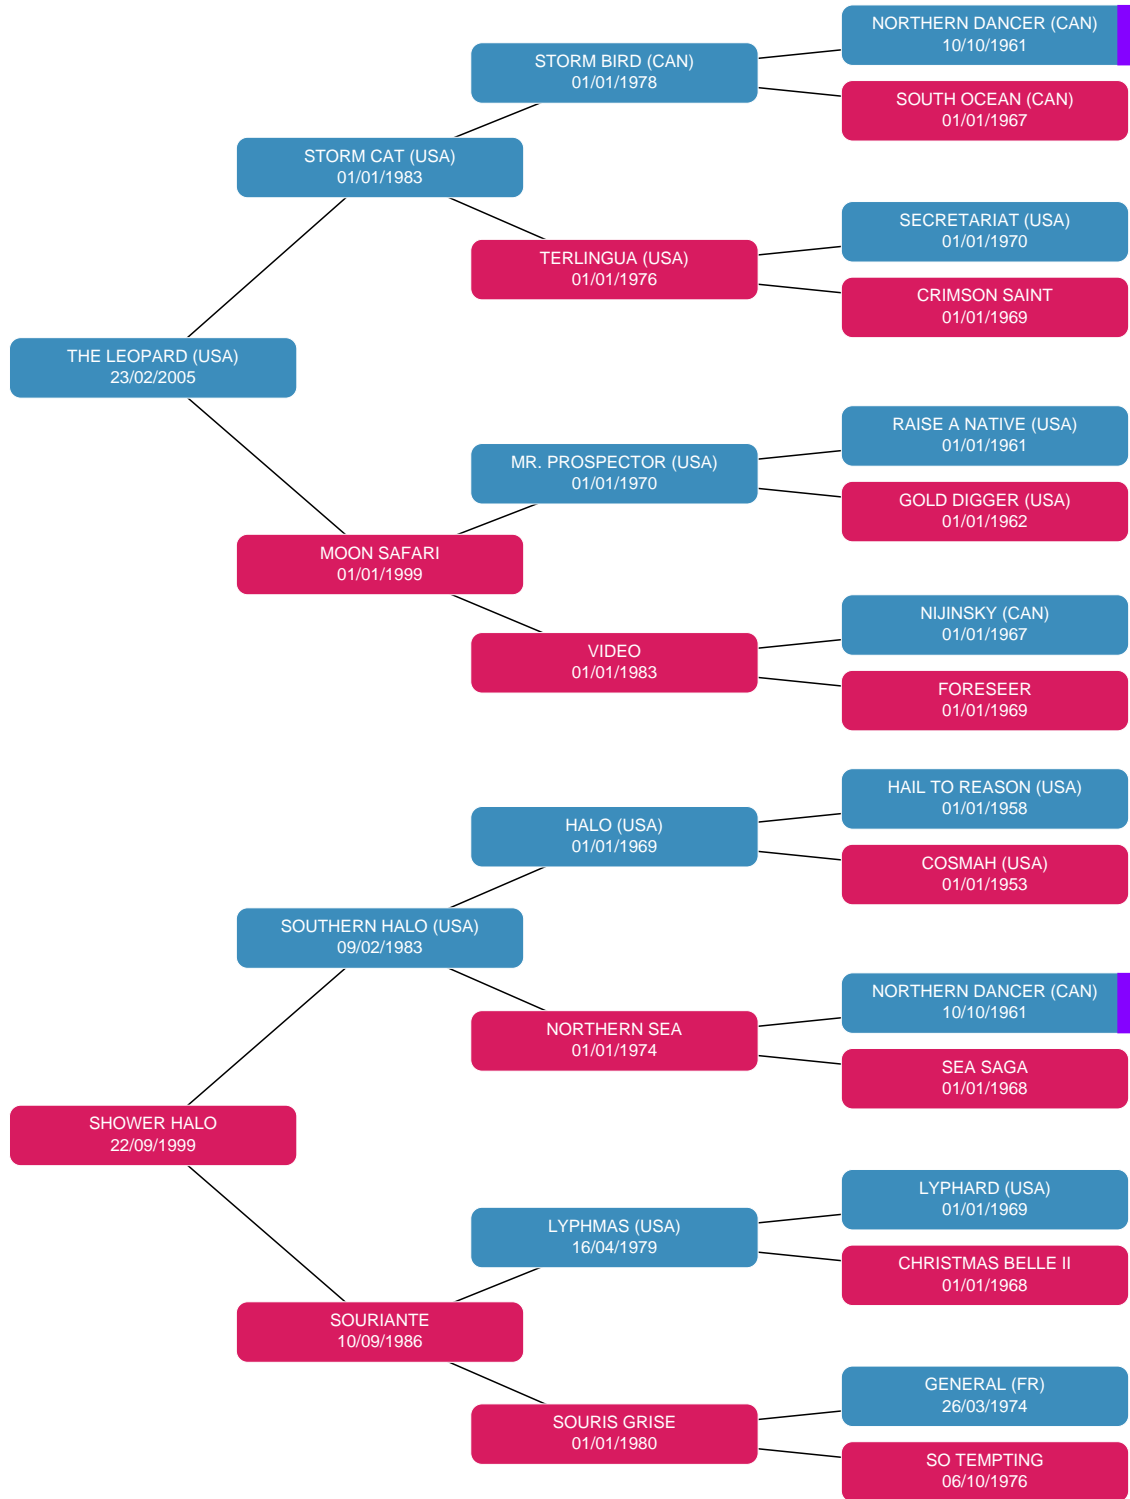 NORTHERN DANCER (CAN)
10/10/1961
STORM BIRD (CAN)
01/01/1978
SOUTH OCEAN (CAN)
01/01/1967
STORM CAT (USA)
01/01/1983
SECRETARIAT (USA)
01/01/1970
TERLINGUA (USA)
01/01/1976
CRIMSON SAINT
01/01/1969
THE LEOPARD (USA)
23/02/2005
RAISE A NATIVE (USA)
01/01/1961
MR. PROSPECTOR (USA)
01/01/1970
GOLD DIGGER (USA)
01/01/1962
MOON SAFARI
01/01/1999
NIJINSKY (CAN)
01/01/1967
VIDEO
01/01/1983
FORESEER
01/01/1969
HAIL TO REASON (USA)
01/01/1958
HALO (USA)
01/01/1969
COSMAH (USA)
01/01/1953
SOUTHERN HALO (USA)
09/02/1983
NORTHERN DANCER (CAN)
10/10/1961
NORTHERN SEA
01/01/1974
SEA SAGA
01/01/1968
SHOWER HALO
22/09/1999
LYPHARD (USA)
01/01/1969
LYPHMAS (USA)
16/04/1979
CHRISTMAS BELLE II
01/01/1968
SOURIANTE
10/09/1986
GENERAL (FR)
26/03/1974
SOURIS GRISE
01/01/1980
SO TEMPTING
06/10/1976